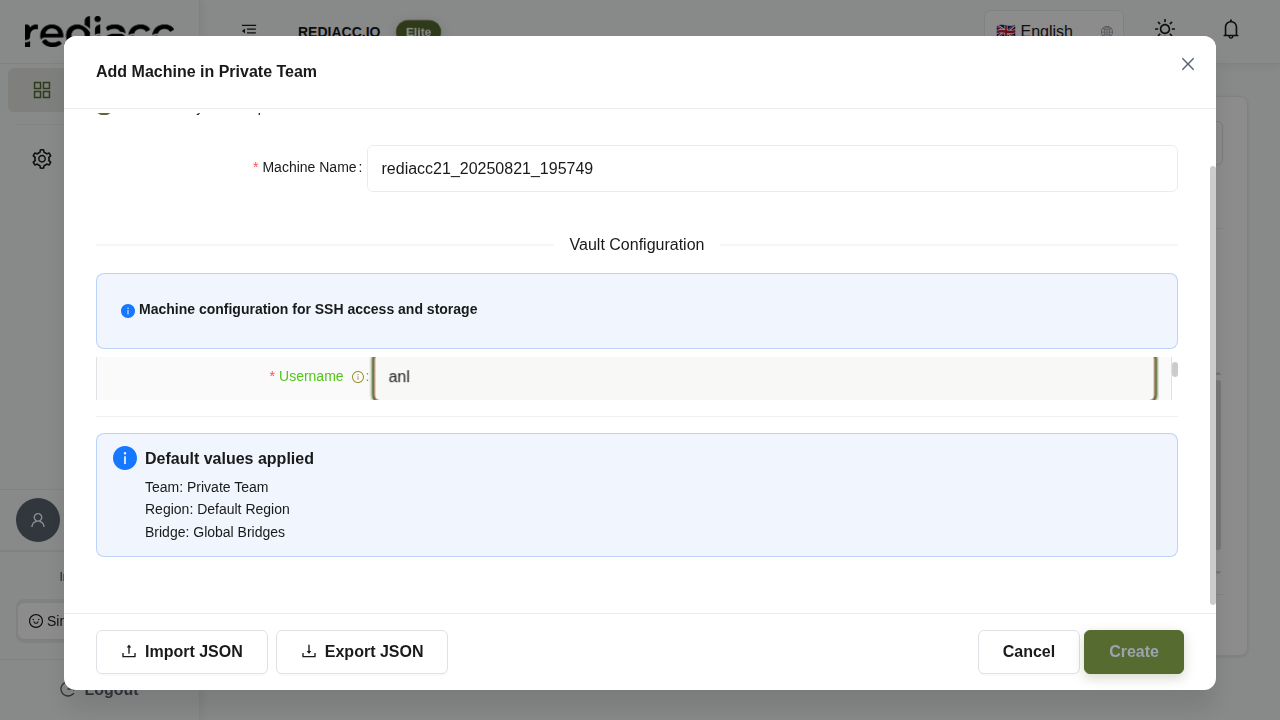 rediacc
REDIACC.IO
Elite
English
Add Machine in Private Team
* Machine Name :
rediacc21_20250821_195749
Vault Configuration
Machine configuration for SSH access and storage
* Username :
anl
Default values applied
Team: Private Team
Region: Default Region
Bridge: Global Bridges
Import JSON
Export JSON
Cancel
Create
Logout